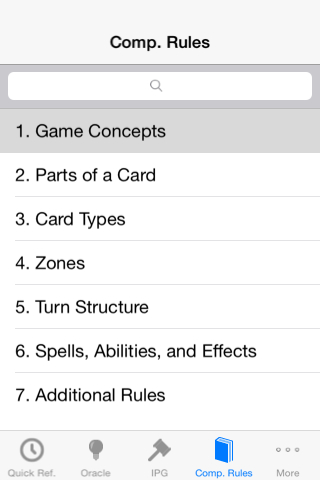 Comp. Rules
1. Game Concepts
2. Parts of a Card
3. Card Types
4. Zones
5. Turn Structure
6. Spells, Abilities, and Effects
7. Additional Rules
Quick Ref. Oracle IPG Comp. Rules More